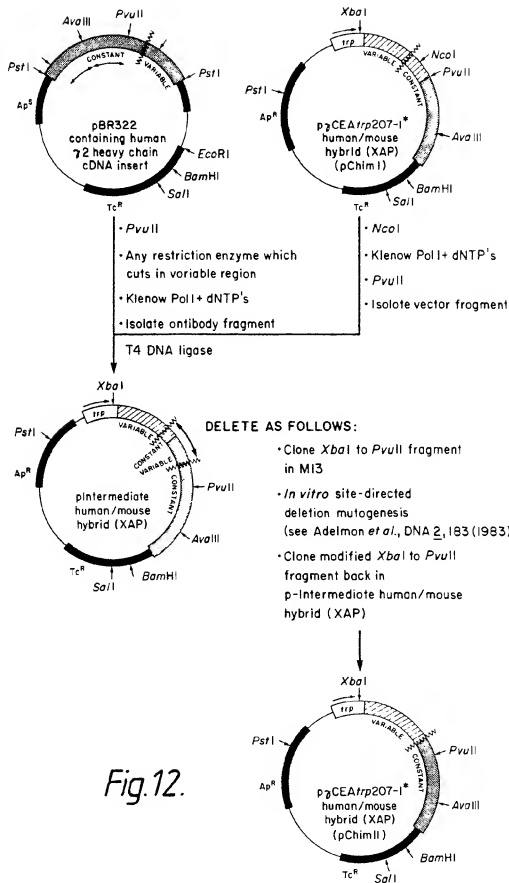 PvuII
AvaIII
PstI
CONSTANT
VARIABLE
PstI
ApS
pBR322
containing human
γ2 heavy chain
cDNA insert
EcoRI
BamHI
SalI
TcR
XbaI
trp
VARIABLE
NcoI
CONSTANT
PvuII
PstI
ApR
pγCEAtrp207-1*
human/mouse
hybrid (XAP)
(pChimI)
AvaIII
BamHI
SalI
TcR
• PvuII
• Any restriction enzyme which
cuts in variable region
• Klenow Pol I + dNTP's
• Isolate antibody fragment
T4 DNA ligase
• NcoI
• Klenow Pol I + dNTP's
• PvuII
• Isolate vector fragment
XbaI
trp
VARIABLE
CONSTANT
VARIABLE
CONSTANT
PstI
ApR
pIntermediate
human/mouse
hybrid (XAP)
PvuII
AvaIII
BamHI
SalI
TcR
DELETE AS FOLLOWS:
• Clone XbaI to PvuII fragment
in M13
• In vitro site-directed
deletion mutogenesis
(see Adelmon et al., DNA 2, 183 (1983)
• Clone modified XbaI to PvuII
fragment back in
p-Intermediate human/mouse
hybrid (XAP)
XbaI
trp
VARIABLE
CONSTANT
PstI
PvuII
ApR
pγCEAtrp207-1*
human/mouse
hybrid (XAP)
(pChimII)
AvaIII
BamHI
SalI
TcR
Fig.12.